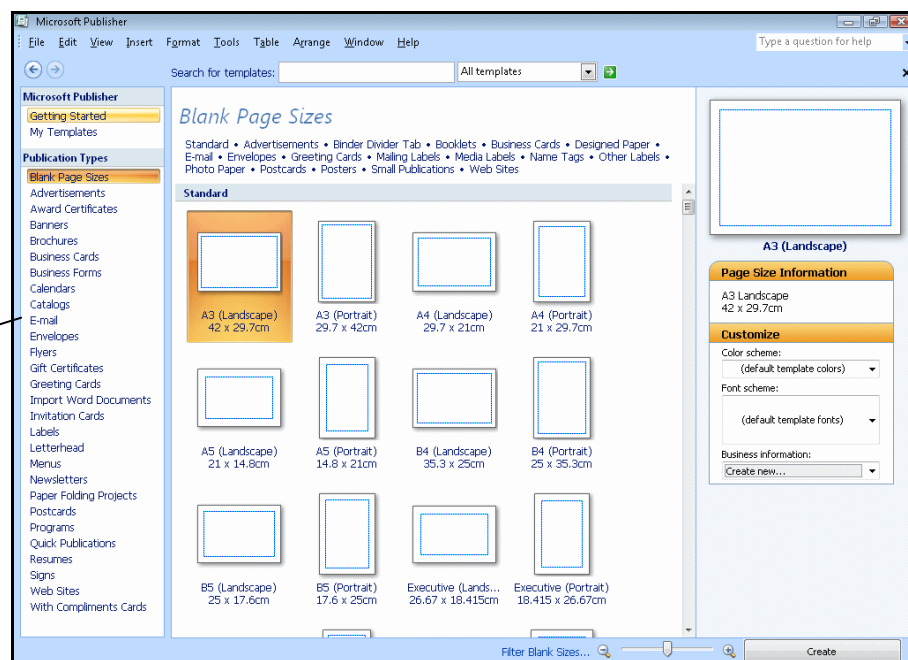 Microsoft Publisher
File Edit View Insert Format Tools Table Arrange Window Help
Type a question for help
Search for templates:
All templates
Microsoft Publisher
Getting Started
My Templates
Publication Types
Blank Page Sizes
Advertisements
Award Certificates
Banners
Brochures
Business Cards
Business Forms
Calendars
Catalogs
E-mail
Envelopes
Flyers
Gift Certificates
Greeting Cards
Import Word Documents
Invitation Cards
Labels
Letterhead
Menus
Newsletters
Paper Folding Projects
Postcards
Programs
Quick Publications
Resumes
Signs
Web Sites
With Compliments Cards
Blank Page Sizes
Standard • Advertisements • Binder Divider Tab • Booklets • Business Cards • Designed Paper •
E-mail • Envelopes • Greeting Cards • Mailing Labels • Media Labels • Name Tags • Other Labels •
Photo Paper • Postcards • Posters • Small Publications • Web Sites
Standard
A3 (Landscape)
42 x 29.7cm
A3 (Portrait)
29.7 x 42cm
A4 (Landscape)
29.7 x 21cm
A4 (Portrait)
21 x 29.7cm
A5 (Landscape)
21 x 14.8cm
A5 (Portrait)
14.8 x 21cm
B4 (Landscape)
35.3 x 25cm
B4 (Portrait)
25 x 35.3cm
B5 (Landscape)
25 x 17.6cm
B5 (Portrait)
17.6 x 25cm
Executive (Lands...
26.67 x 18.415cm
Executive (Portrait)
18.415 x 26.67cm
A3 (Landscape)
Page Size Information
A3 Landscape
42 x 29.7cm
Customize
Color scheme:
(default template colors)
Font scheme:
(default template fonts)
Business information:
Create new...
Filter Blank Sizes...
Create